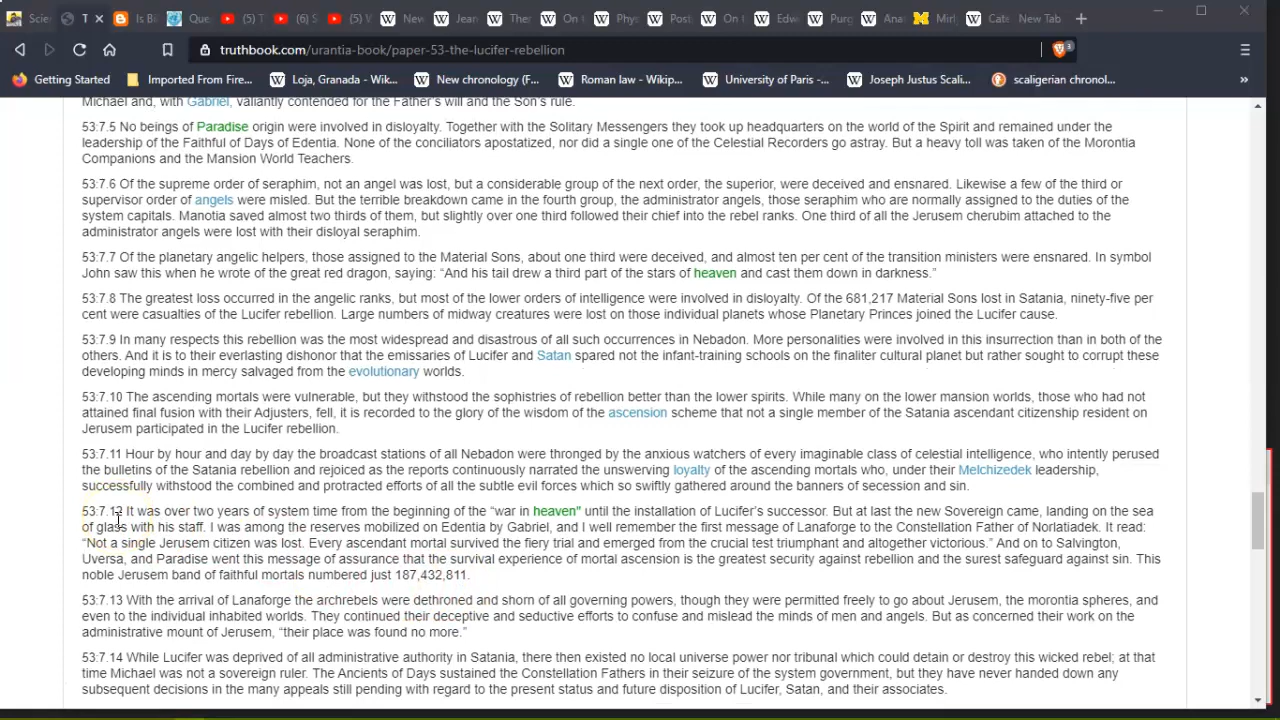 Scie
T
Is B
Que
(5) T
(6) S
(5) V
New
Jean
Ther
On
Phy
Post
On
Purg
Ana
Mirl
Cate
New Tab
truthbook.com/urantia-book/paper-53-the-lucifer-rebellion
3
Getting Started
Imported From Fire...
Loja, Granada - Wik...
New chronology (F...
Roman law - Wikip...
University of Paris -...
Joseph Justus Scali...
scaligerian chronol...
»
Michael and, with Gabriel, valiantly contended for the Father's will and the Son's rule.
53:7.5 No beings of Paradise origin were involved in disloyalty. Together with the Solitary Messengers they took up headquarters on the world of the Spirit and remained under the
leadership of the Faithful of Days of Edentia. None of the conciliators apostatized, nor did a single one of the Celestial Recorders go astray. But a heavy toll was taken of the Morontia
Companions and the Mansion World Teachers.
53:7.6 Of the supreme order of seraphim, not an angel was lost, but a considerable group of the next order, the superior, were deceived and ensnared. Likewise a few of the third or
supervisor order of angels were misled. But the terrible breakdown came in the fourth group, the administrator angels, those seraphim who are normally assigned to the duties of the
system capitals. Manotia saved almost two thirds of them, but slightly over one third followed their chief into the rebel ranks. One third of all the Jerusem cherubim attached to the
administrator angels were lost with their disloyal seraphim.
53:7.7 Of the planetary angelic helpers, those assigned to the Material Sons, about one third were deceived, and almost ten per cent of the transition ministers were ensnared. In symbol
John saw this when he wrote of the great red dragon, saying: “And his tail drew a third part of the stars of heaven and cast them down in darkness.”
53:7.8 The greatest loss occurred in the angelic ranks, but most of the lower orders of intelligence were involved in disloyalty. Of the 681,217 Material Sons lost in Satania, ninety-five per
cent were casualties of the Lucifer rebellion. Large numbers of midway creatures were lost on those individual planets whose Planetary Princes joined the Lucifer cause.
53:7.9 In many respects this rebellion was the most widespread and disastrous of all such occurrences in Nebadon. More personalities were involved in this insurrection than in both of the
others. And it is to their everlasting dishonor that the emissaries of Lucifer and Satan spared not the infant-training schools on the finaliter cultural planet but rather sought to corrupt these
developing minds in mercy salvaged from the evolutionary worlds.
53:7.10 The ascending mortals were vulnerable, but they withstood the sophistries of rebellion better than the lower spirits. While many on the lower mansion worlds, those who had not
attained final fusion with their Adjusters, fell, it is recorded to the glory of the wisdom of the ascension scheme that not a single member of the Satania ascendant citizenship resident on
Jerusem participated in the Lucifer rebellion.
53:7.11 Hour by hour and day by day the broadcast stations of all Nebadon were thronged by the anxious watchers of every imaginable class of celestial intelligence, who intently perused
the bulletins of the Satania rebellion and rejoiced as the reports continuously narrated the unswerving loyalty of the ascending mortals who, under their Melchizedek leadership,
successfully withstood the combined and protracted efforts of all the subtle evil forces which so swiftly gathered around the banners of secession and sin.
53:7.12 It was over two years of system time from the beginning of the “war in heaven” until the installation of Lucifer's successor. But at last the new Sovereign came, landing on the sea
of glass with his staff. I was among the reserves mobilized on Edentia by Gabriel, and I well remember the first message of Lanaforge to the Constellation Father of Norlatiadek. It read:
“Not a single Jerusem citizen was lost. Every ascendant mortal survived the fiery trial and emerged from the crucial test triumphant and altogether victorious.” And on to Salvington,
Uversa, and Paradise went this message of assurance that the survival experience of mortal ascension is the greatest security against rebellion and the surest safeguard against sin. This
noble Jerusem band of faithful mortals numbered just 187,432,811.
53:7.13 With the arrival of Lanaforge the archrebels were dethroned and shorn of all governing powers, though they were permitted freely to go about Jerusem, the morontia spheres, and
even to the individual inhabited worlds. They continued their deceptive and seductive efforts to confuse and mislead the minds of men and angels. But as concerned their work on the
administrative mount of Jerusem, “their place was found no more.”
53:7.14 While Lucifer was deprived of all administrative authority in Satania, there then existed no local universe power nor tribunal which could detain or destroy this wicked rebel; at that
time Michael was not a sovereign ruler. The Ancients of Days sustained the Constellation Fathers in their seizure of the system government, but they have never handed down any
subsequent decisions in the many appeals still pending with regard to the present status and future disposition of Lucifer, Satan, and their associates.